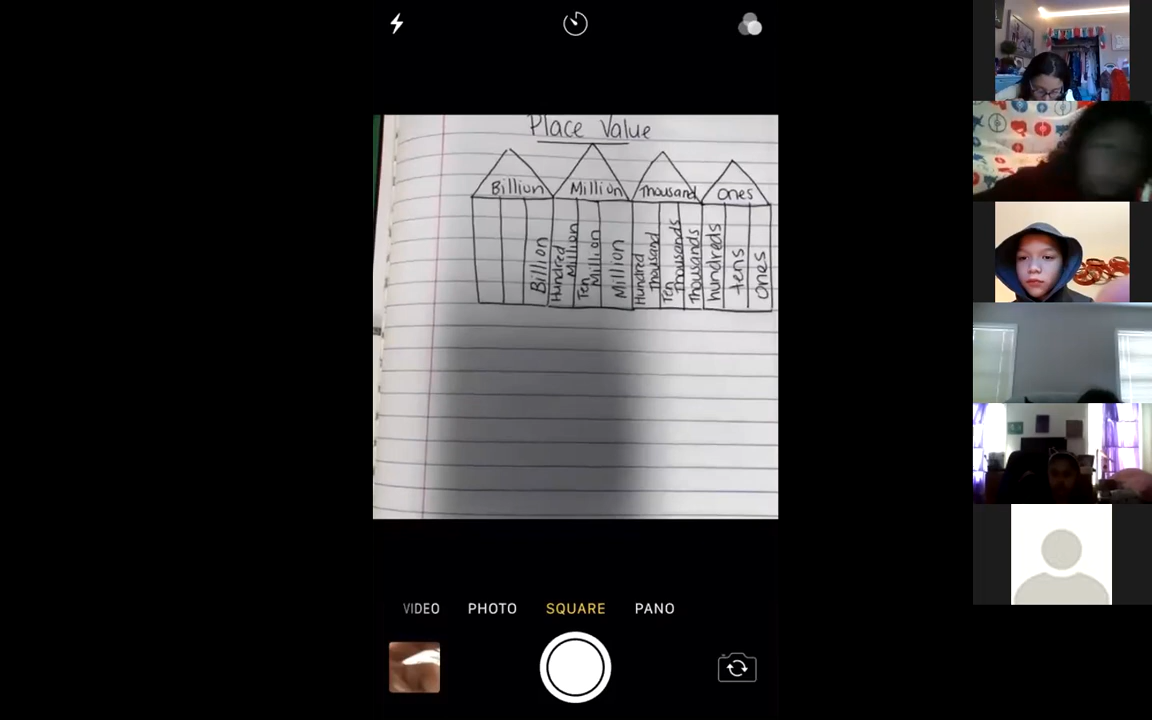 Place Value
Billion Million Thousand ones
Billion
Hundred Million
Ten Million
Million
Hundred Thousand
Ten Thousands
Thousands
hundreds
tens
ones
VIDEO PHOTO SQUARE PANO